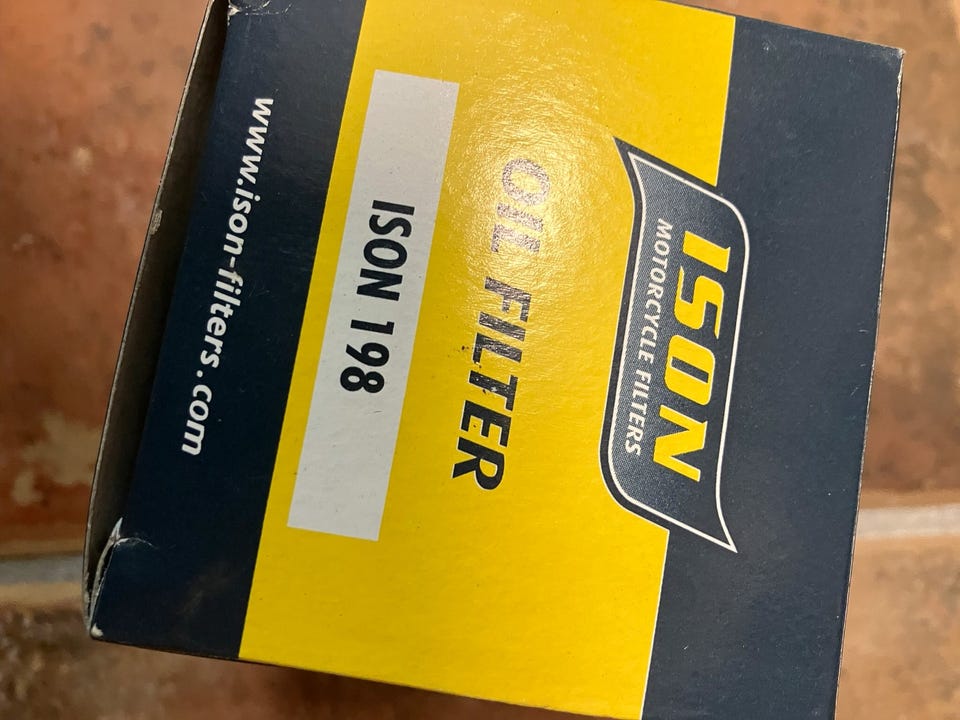 ISON
MOTORCYCLE FILTERS
OIL FILTER
ISON 198
www.ison-filters.com